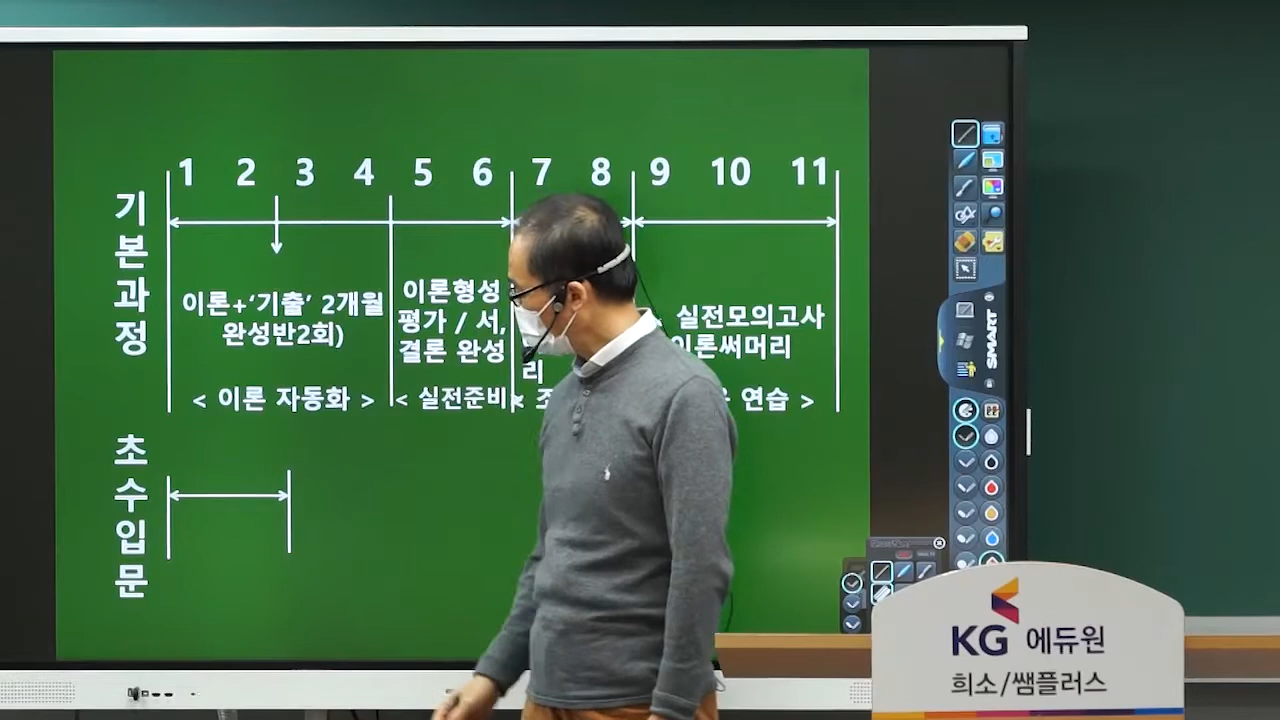 1 2 3 4 5 6 7 8 9 10 11
기본과정
이론+‘기출’ 2개월
완성반2회)
이론형성
평가 / 서,
결론 완성
리
실전모의고사
이론써머리
< 이론 자동화 >
< 실전준비
<
연습 >
초수입문
SMART
KG 에듀원
희소/쌤플러스